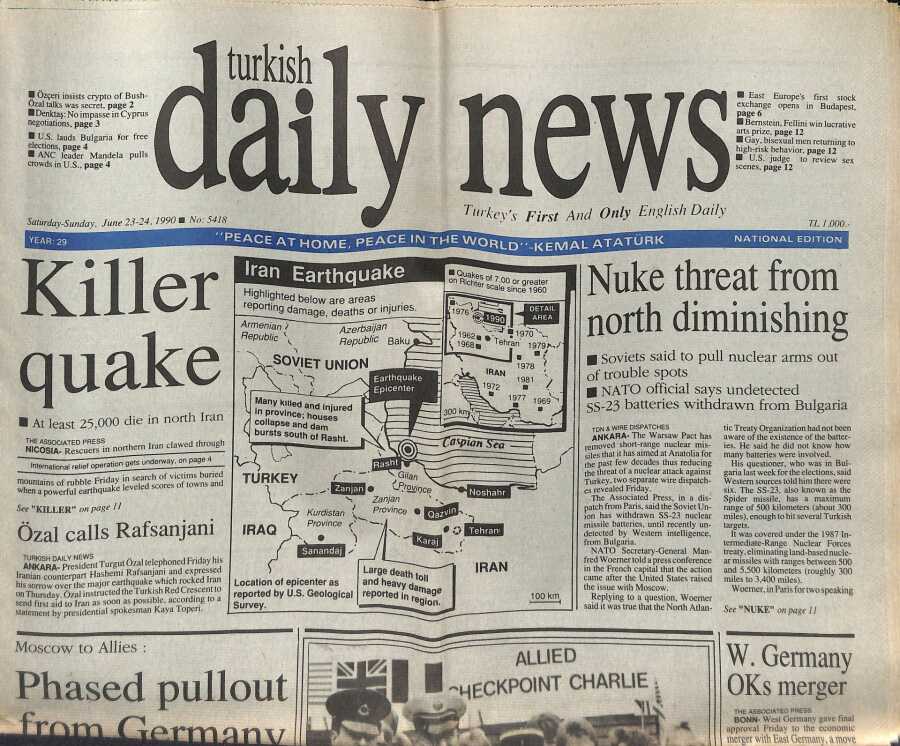 turkish
daily news
■ Özçeri insists crypto of Bush-
Özal talks was secret, page 2
■ Denktaş: No impasse in Cyprus
negotiations, page 3
■ U.S. lauds Bulgaria for free
elections, page 4
■ ANC leader Mandela pulls
crowds in U.S., page 4
■ East Europe's first stock
exchange opens in Budapest,
page 6
■ Bernstein, Fellini win lucrative
arts prize, page 12
■ Gay, bisexual men returning to
high-risk behavior, page 12
■ U.S. judge to review sex
scenes, page 12
Saturday-Sunday, June 23-24, 1990 ■ No: 5418
Turkey's First And Only English Daily
TL 1,000.-
YEAR: 29
"PEACE AT HOME, PEACE IN THE WORLD"-KEMAL ATATÜRK
NATIONAL EDITION
Killer
quake
■ At least 25,000 die in north Iran
THE ASSOCIATED PRESS
NICOSIA- Rescuers in northern Iran clawed through
International relief operation gets underway, on page 4
mountains of rubble Friday in search of victims buried
when a powerful earthquake leveled scores of towns and
See "KILLER" on page 11
Özal calls Rafsanjani
TURKISH DAILY NEWS
ANKARA- President Turgut Özal telephoned Friday his
Iranian counterpart Hashemi Rafsanjani and expressed
his sorrow over the major earthquake which rocked Iran
on Thursday. Özal instructed the Turkish Red Crescent to
send first aid to Iran as soon as possible, according to a
statement by presidential spokesman Kaya Toperi.
Iran Earthquake
Highlighted below are areas
reporting damage, deaths or injuries.
■ Quakes of 7.00 or greater
on Richter scale since 1960
DETAIL
AREA
1976
1990
1970
1962
Tehran
1979
1968
1978
IRAN
1981
1972
1977
1969
300 km
Armenian
Republic
Azerbaijan
Republic
Baku
SOVIET UNION
Earthquake
Epicenter
Many killed and injured
in province; houses
collapse and dam
bursts south of Rasht.
Caspian Sea
Rasht
Gilan
Province
TURKEY
Zanjan
Noshahr
Zanjan
Province
Qazvin
Kurdistan
Province
IRAQ
Karaj
Tehran
Sanandaj
IRAN
Large death toll
and heavy damage
reported in region.
Location of epicenter as
reported by U.S. Geological
Survey.
100 km
Nuke threat from
north diminishing
■ Soviets said to pull nuclear arms out
of trouble spots
■ NATO official says undetected
SS-23 batteries withdrawn from Bulgaria
TDN & WIRE DISPATCHES
ANKARA- The Warsaw Pact has
removed short-range nuclear mis-
siles that it has aimed at Anatolia for
the past few decades thus reducing
the threat of a nuclear attack against
Turkey, two separate wire dispatch-
es revealed Friday.
The Associated Press, in a dis-
patch from Paris, said the Soviet Un-
ion has withdrawn SS-23 nuclear
missile batteries, until recently un-
detected by Western intelligence,
from Bulgaria.
NATO Secretary-General Man-
fred Woerner told a press conference
in the French capital that the action
came after the United States raised
the issue with Moscow.
Replying to a question, Woerner
said it was true that the North Atlan-
tic Treaty Organization had not been
aware of the existence of the batter-
ies. He said he did not know how
many batteries were involved.
His questioner, who was in Bul-
garia last week for the elections, said
Western sources told him there were
six. The SS-23, also known as the
Spider missile, has a maximum
range of 500 kilometers (about 300
miles), enough to hit several Turkish
targets.
It was covered under the 1987 In-
termediate-Range Nuclear Forces
treaty, eliminating land-based nucle-
ar missiles with ranges between 500
and 5,500 kilometers (roughly 300
miles to 3,400 miles).
Woerner, in Paris for two speaking
See "NUKE" on page 11
Moscow to Allies :
Phased pullout
from Germany
ALLIED
CHECKPOINT CHARLIE
W. Germany
OKs merger
THE ASSOCIATED PRESS
BONN- West Germany gave final
approval Friday to the economic
merger with East Germany, a move